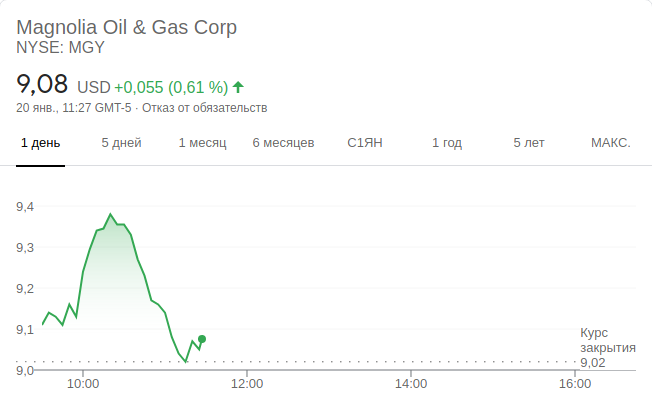 Magnolia Oil & Gas Corp
NYSE: MGY
9,08 USD +0,055 (0,61 %)
20 янв., 11:27 GMT-5 · Отказ от обязательств
1 день 5 дней 1 месяц 6 месяцев С1ЯН 1 год 5 лет МАКС.
9,4
9,3
9,2
9,1
9,0
Курс
закрытия
9,02
10:00 12:00 14:00 16:00